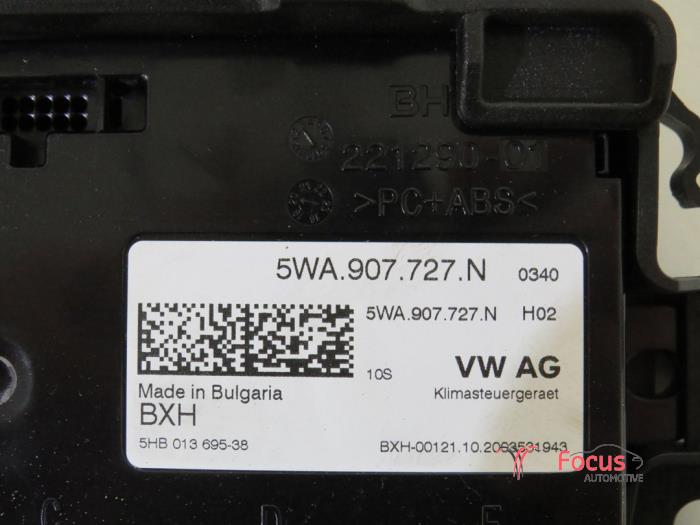 BH
221290-01
>PC+ABS<
5WA.907.727.N 0340
5WA.907.727.N H02
10S VW AG
Made in Bulgaria Klimasteuergeraet
BXH
5HB 013 695-38 BXH-00121.10.2063531943
Focus
AUTOMOTIVE